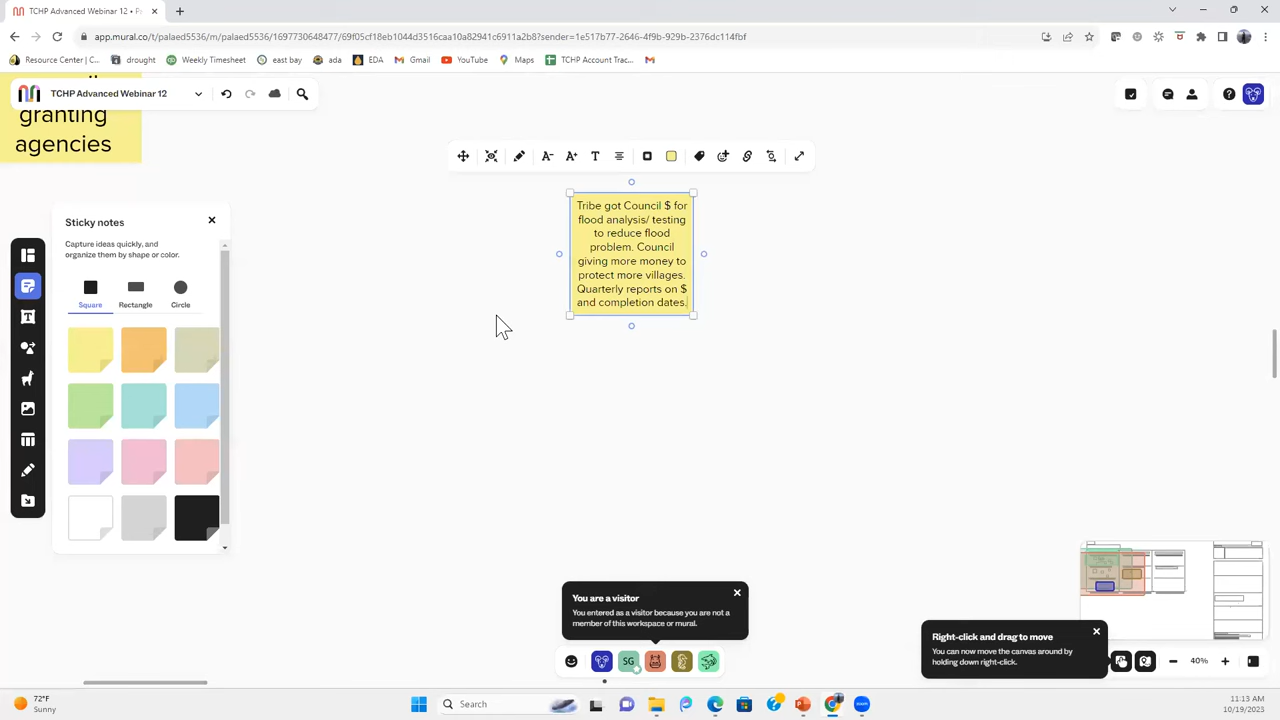 TCHP Advanced Webinar 12 • F
app.mural.co/t/palaed5536/m/palaed5536/1697730648477/69f05cf18eb1044d3516caa10a82941c6911a2b8?sender=1e517b77-2646-4f9b-929b-2376dc114fbf
Resource Center | C...
drought
Weekly Timesheet
east bay
ada
EDA
Gmail
YouTube
Maps
TCHP Account Trac...
TCHP Advanced Webinar 12
granting
agencies
Tribe got Council $ for
flood analysis/ testing
to reduce flood
problem. Council
giving more money to
protect more villages.
Quarterly reports on $
and completion dates.
Sticky notes
Capture ideas quickly, and
organize them by shape or color.
Square
Rectangle
Circle
You are a visitor
You entered as a visitor because you are not a
member of this workspace or mural.
SG
Right-click and drag to move
You can now move the canvas around by
holding down right-click.
40%
72°F
Sunny
Search
11:13 AM
10/19/2023